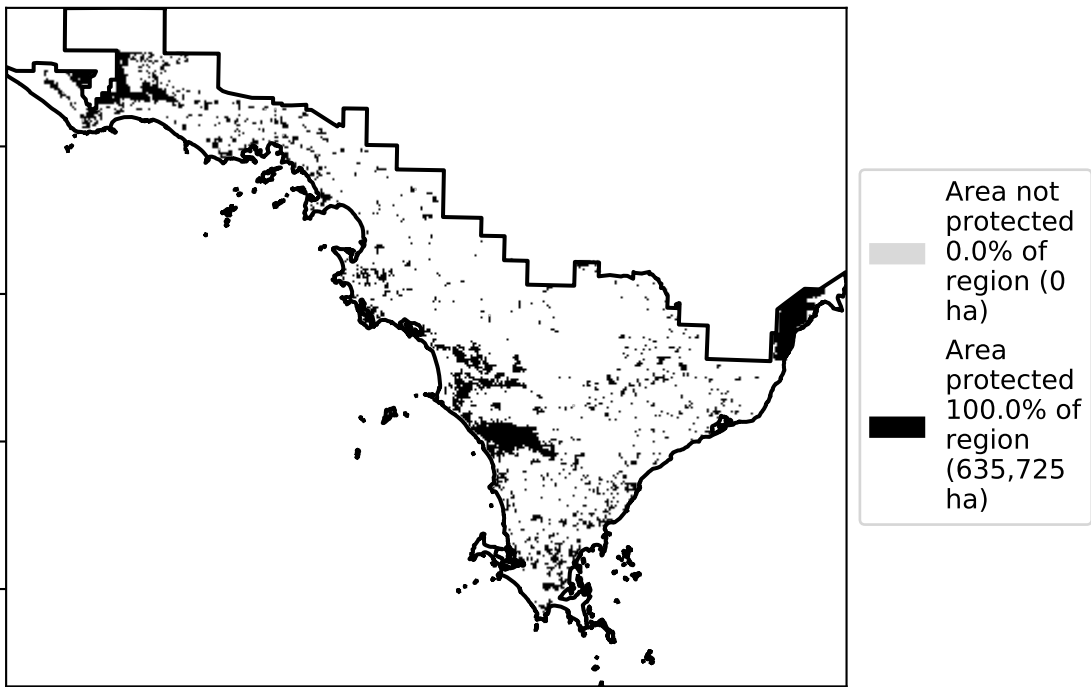 Area not
protected
0.0% of
region (0
ha)
Area
protected
100.0% of
region
(635,725
ha)